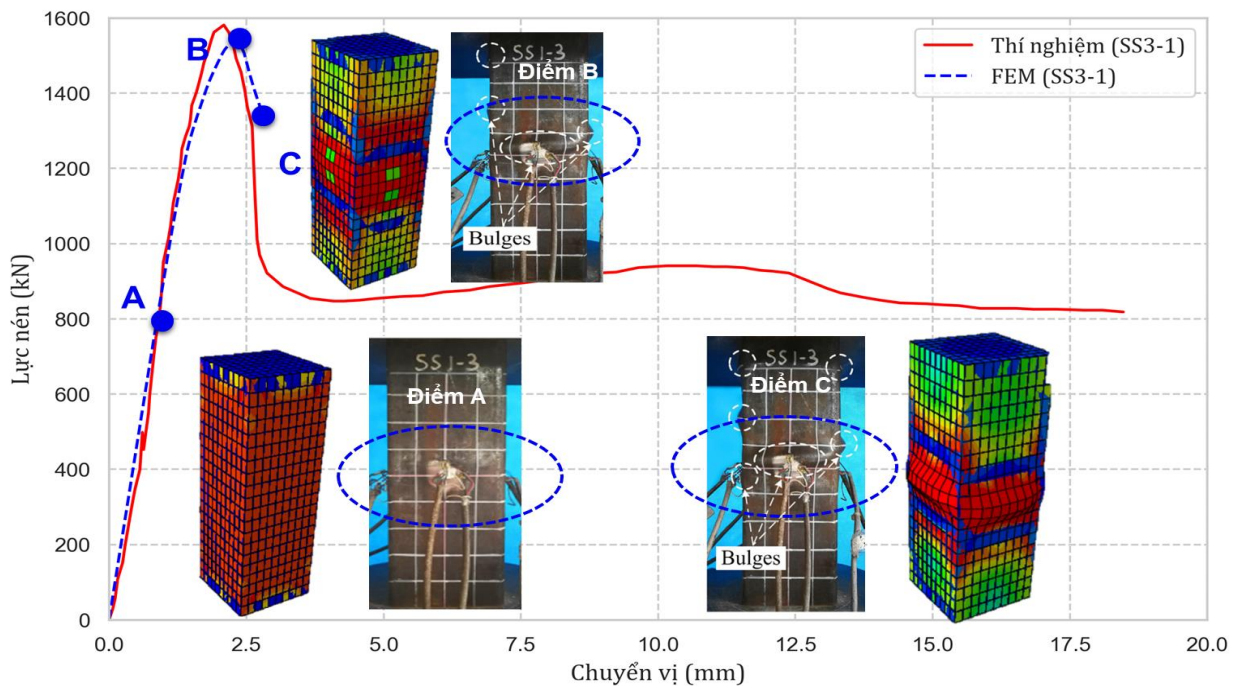 1600
1400
1200
1000
800
600
400
200
0
Lực nén (kN)
0.0
2.5
5.0
7.5
10.0
12.5
15.0
17.5
20.0
Chuyển vị (mm)
Thí nghiệm (SS3-1)
FEM (SS3-1)
A
B
C
SS1-3
Điểm B
Bulges
SS1-3
Điểm A
SS1-3
Điểm C
Bulges